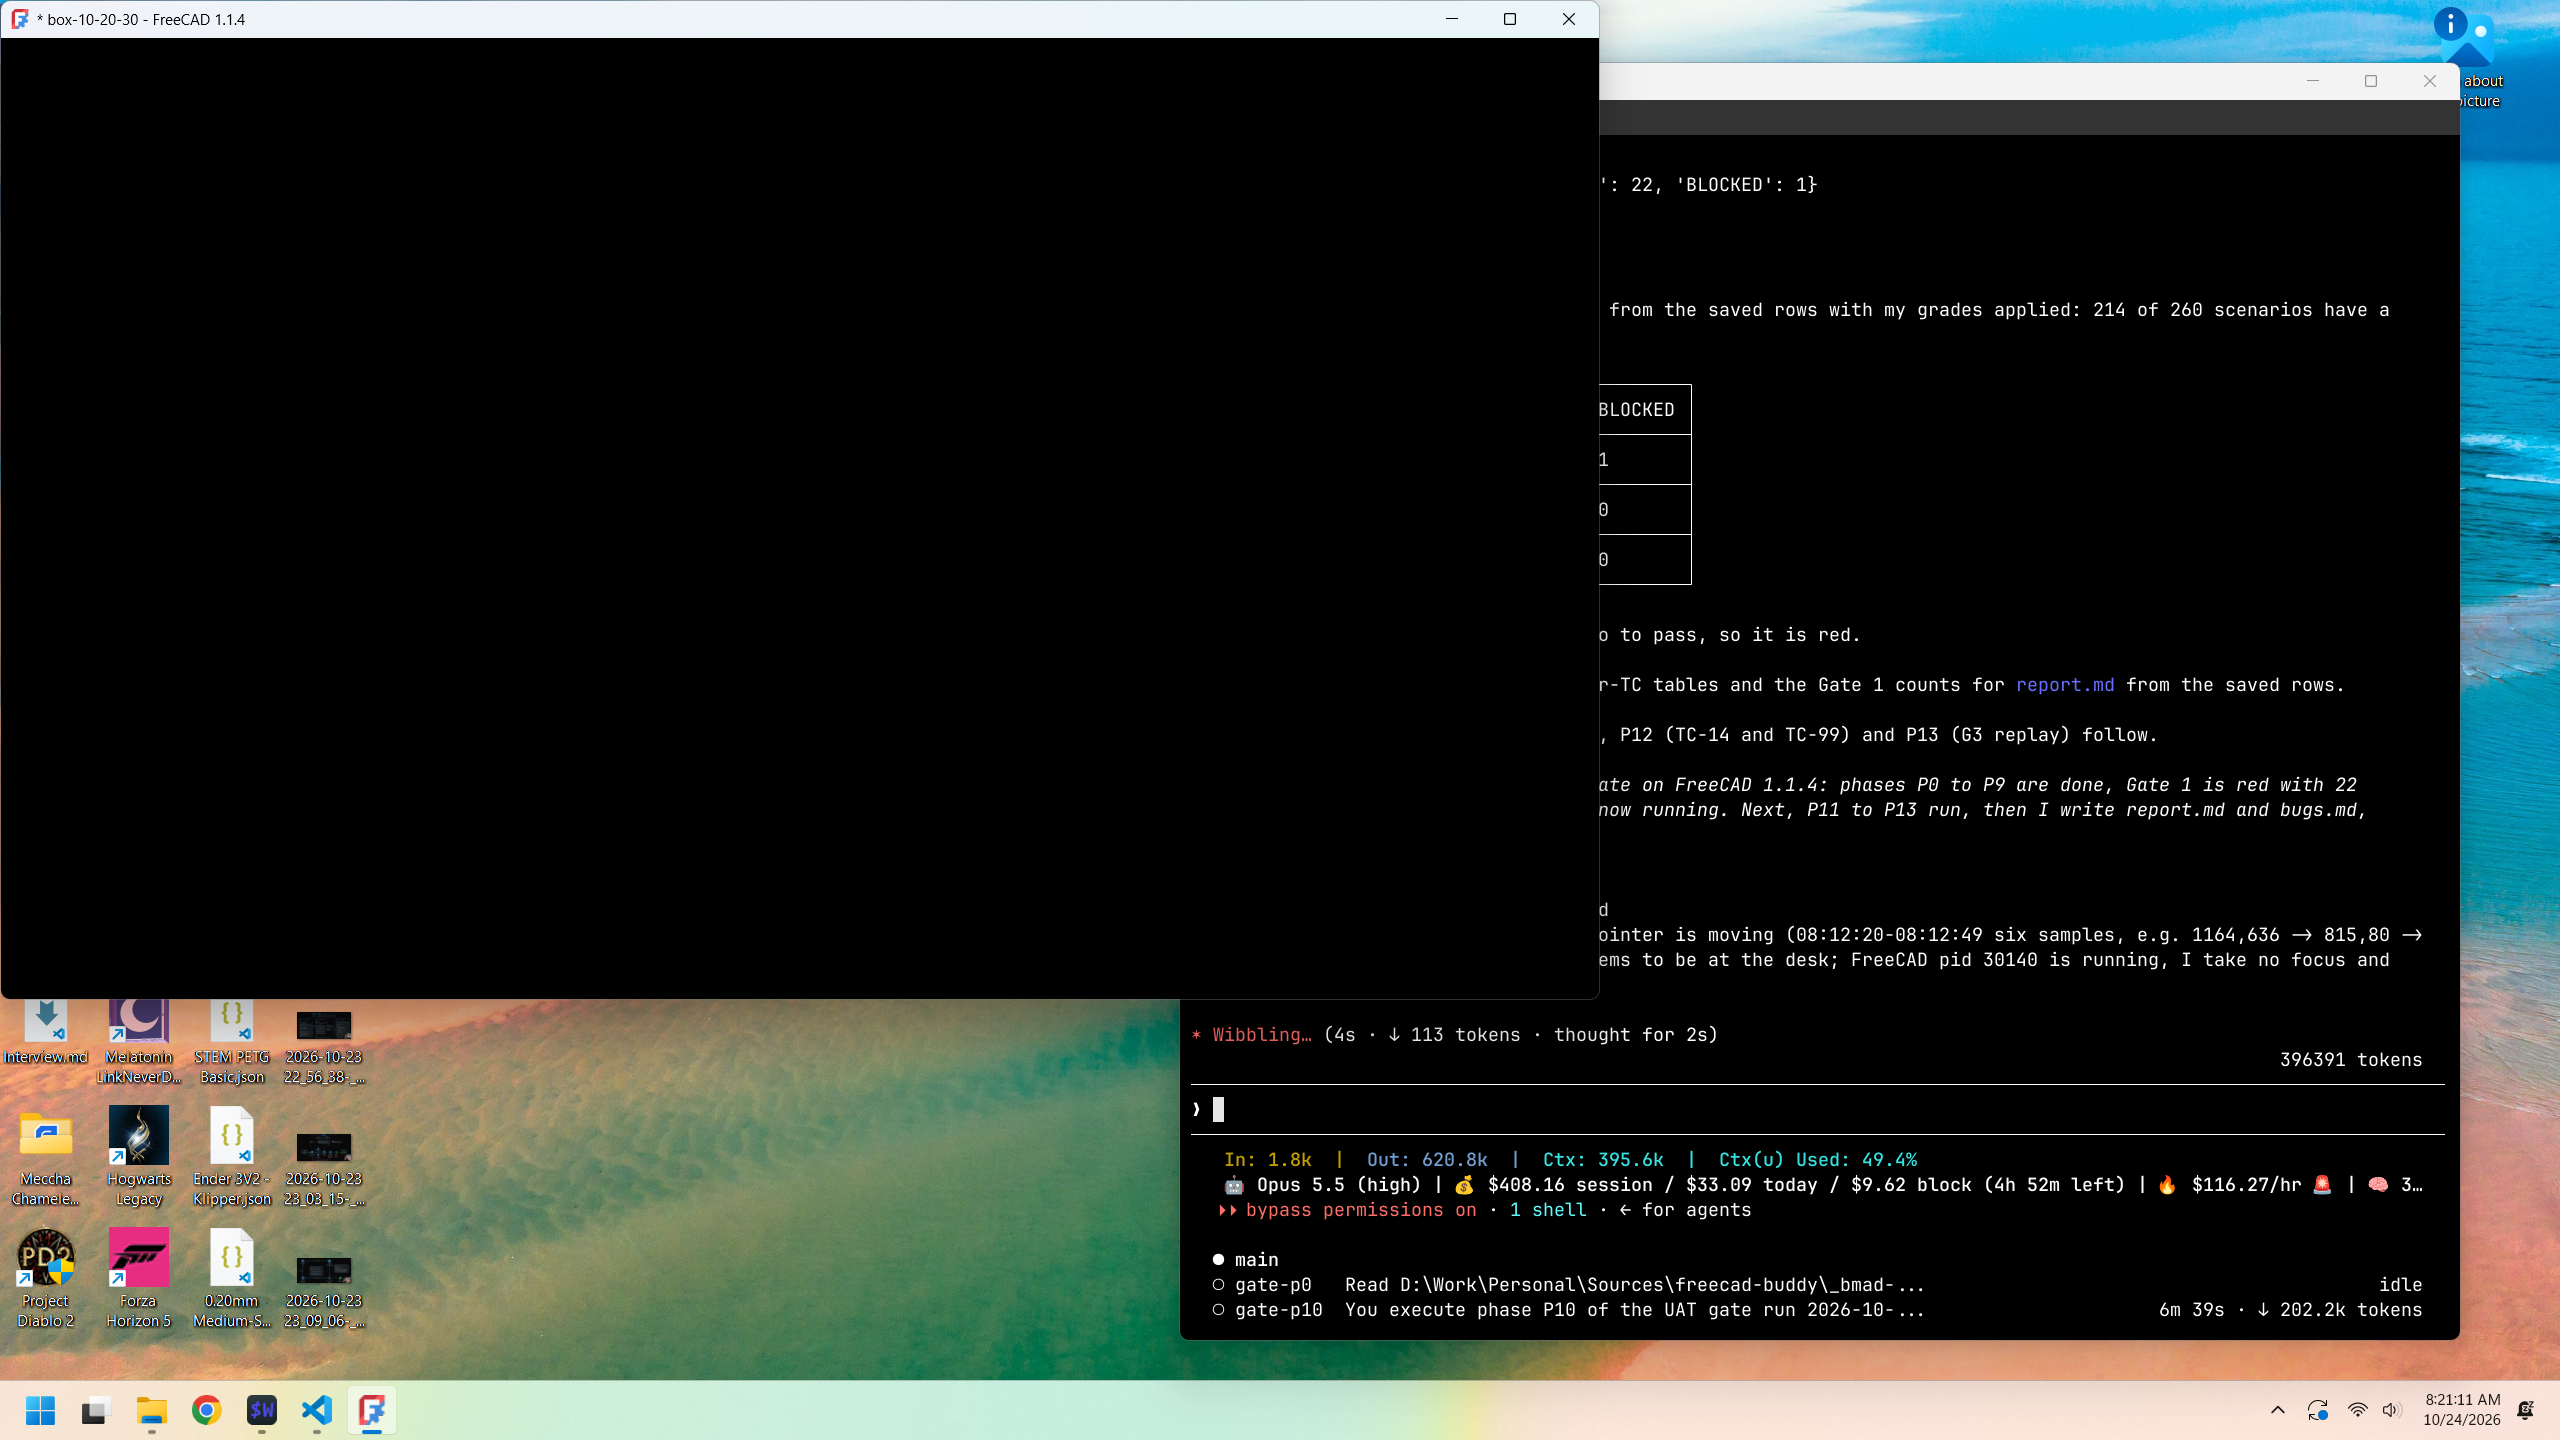 * box-10-20-30 - FreeCAD 1.1.4
about
picture
': 22, 'BLOCKED': 1}
from the saved rows with my grades applied: 214 of 260 scenarios have a
BLOCKED
1
0
0
o to pass, so it is red.
r-TC tables and the Gate 1 counts for report.md from the saved rows.
, P12 (TC-14 and TC-99) and P13 (G3 replay) follow.
ate on FreeCAD 1.1.4: phases P0 to P9 are done, Gate 1 is red with 22
now running. Next, P11 to P13 run, then I write report.md and bugs.md,
d
ointer is moving (08:12:20-08:12:49 six samples, e.g. 1164,636 → 815,80 →
ems to be at the desk; FreeCAD pid 30140 is running, I take no focus and
* Wibbling… (4s · ↓ 113 tokens · thought for 2s)
396391 tokens
❯
In: 1.8k | Out: 620.8k | Ctx: 395.6k | Ctx(u) Used: 49.4%
🤖 Opus 5.5 (high) | 💰 $408.16 session / $33.09 today / $9.62 block (4h 52m left) | 🔥 $116.27/hr 🚨 | 🧠 3…
⏵⏵ bypass permissions on · 1 shell · ← for agents
● main
○ gate-p0 Read D:\Work\Personal\Sources\freecad-buddy\_bmad-... idle
○ gate-p10 You execute phase P10 of the UAT gate run 2026-10-... 6m 39s · ↓ 202.2k tokens
Interview.md
Melatonin
LinkNeverD...
STEM PETG
Basic.json
2026-10-23
22_56_38-_...
Meccha
Chamele...
Hogwarts
Legacy
Ender 3V2 -
Klipper.json
2026-10-23
23_03_15-_...
PD2
Project
Diablo 2
Forza
Horizon 5
0.20mm
Medium-S...
2026-10-23
23_09_06-_...
$W
8:21:11 AM
10/24/2026